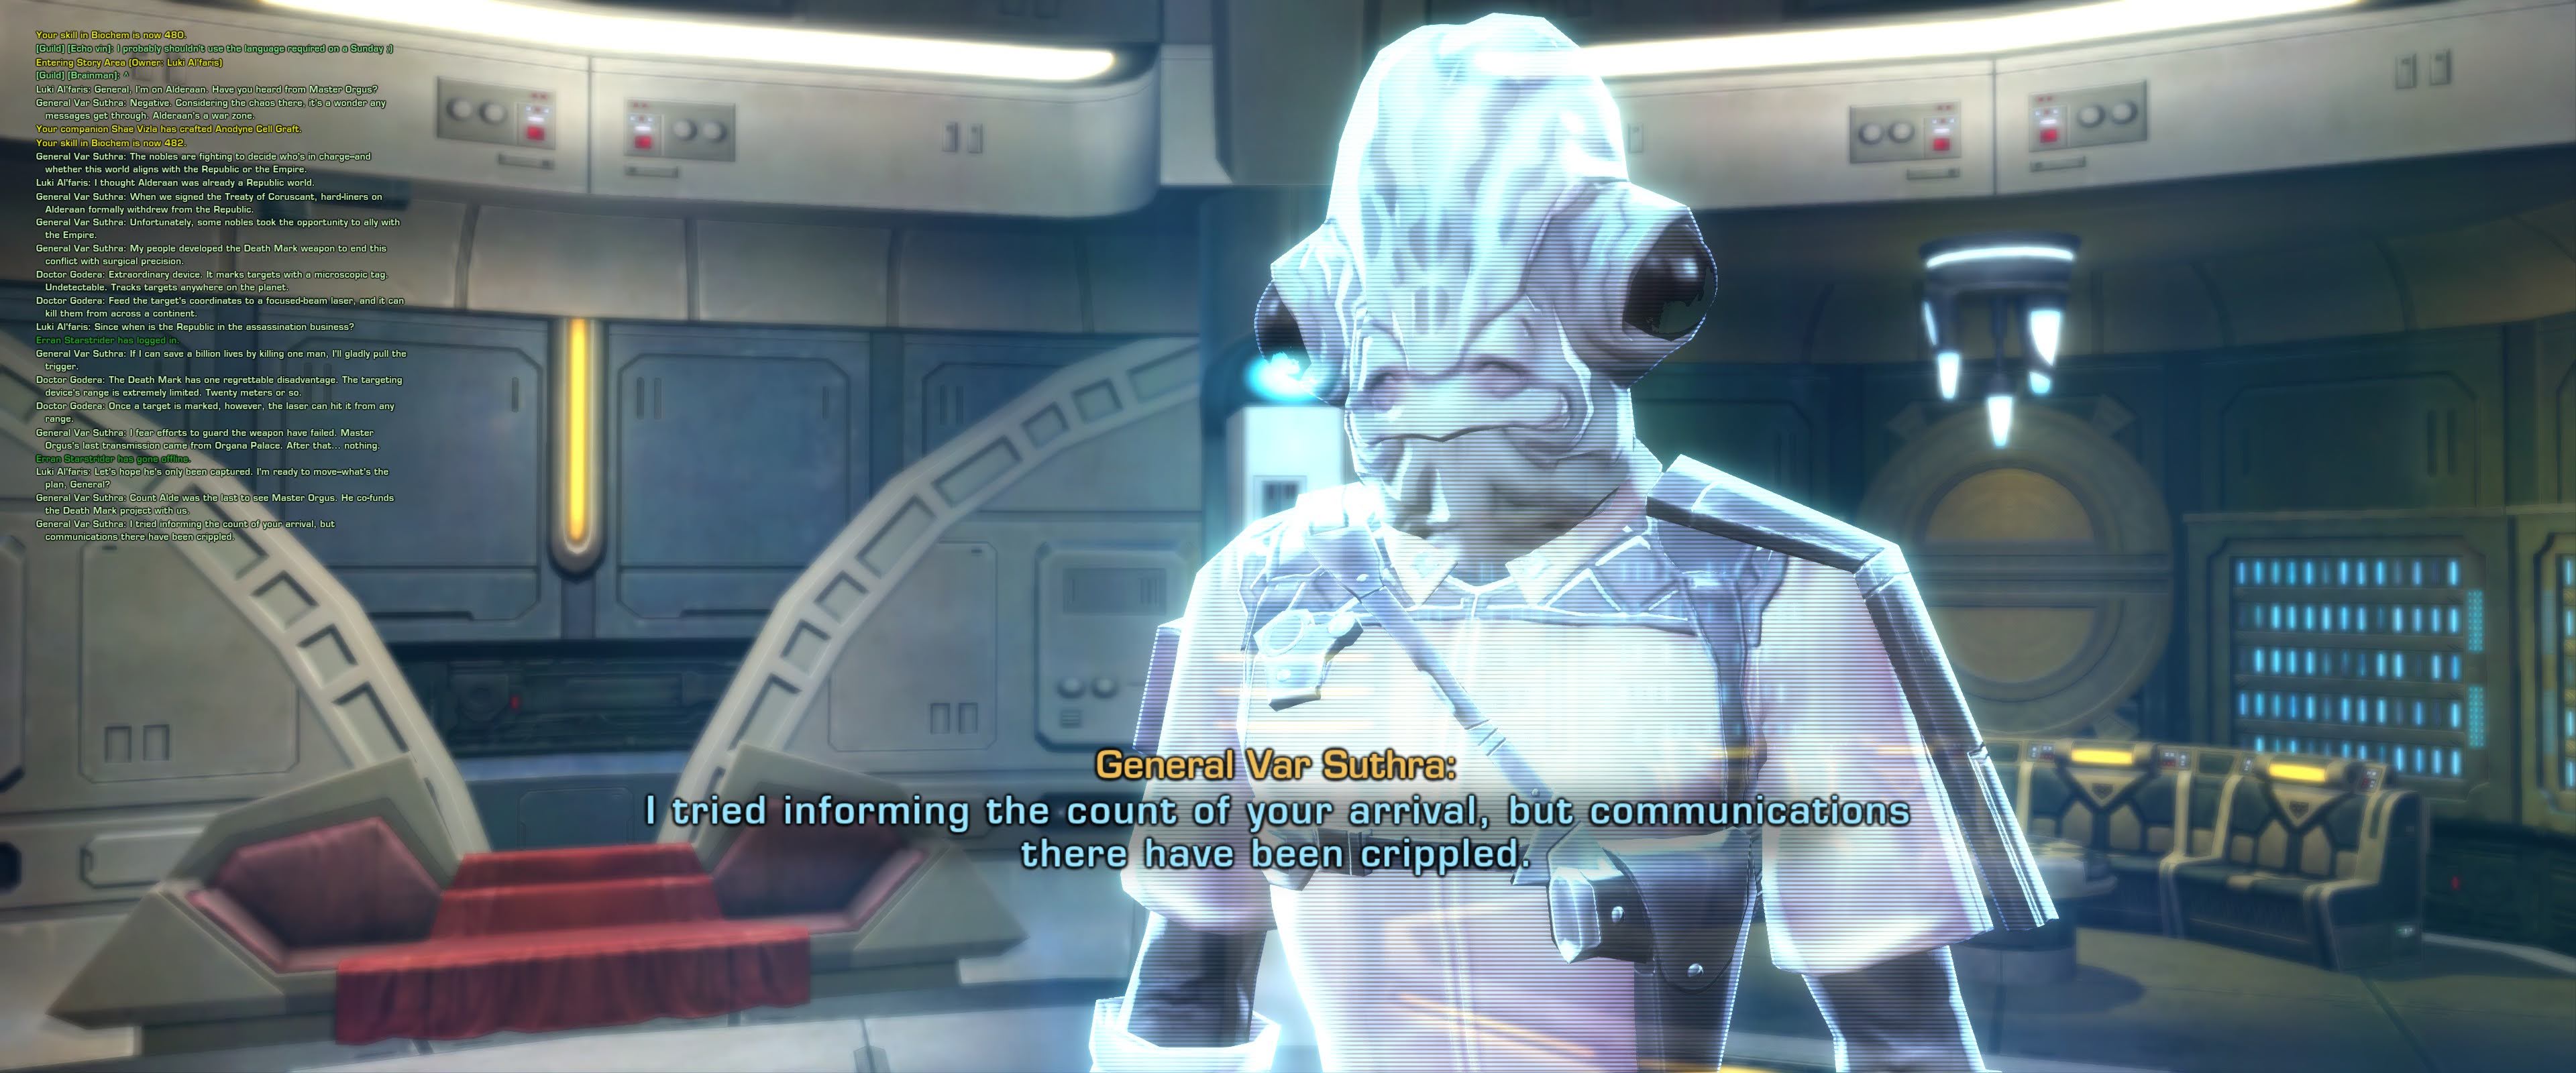 Your skill in Biochem is now 480.
[Guild] [Echo vin]: I probably shouldn't use the language required on a Sunday :)
Entering Story Area (Owner: Luki Al'faris)
[Guild] [Brainman]: ^
Luki Al'faris: General, I'm on Alderaan. Have you heard from Master Orgus?
General Var Suthra: Negative. Considering the chaos there, it's a wonder any
messages get through. Alderaan's a war zone.
Your companion Shae Vizla has crafted Anodyne Cell Graft.
Your skill in Biochem is now 482.
General Var Suthra: The nobles are fighting to decide who's in charge–and
whether this world aligns with the Republic or the Empire.
Luki Al'faris: I thought Alderaan was already a Republic world.
General Var Suthra: When we signed the Treaty of Coruscant, hard-liners on
Alderaan formally withdrew from the Republic.
General Var Suthra: Unfortunately, some nobles took the opportunity to ally with
the Empire.
General Var Suthra: My people developed the Death Mark weapon to end this
conflict with surgical precision.
Doctor Godera: Extraordinary device. It marks targets with a microscopic tag.
Undetectable. Tracks targets anywhere on the planet.
Doctor Godera: Feed the target's coordinates to a focused-beam laser, and it can
kill them from across a continent.
Luki Al'faris: Since when is the Republic in the assassination business?
Erran Starstrider has logged in.
General Var Suthra: If I can save a billion lives by killing one man, I'll gladly pull the
trigger.
Doctor Godera: The Death Mark has one regrettable disadvantage. The targeting
device's range is extremely limited. Twenty meters or so.
Doctor Godera: Once a target is marked, however, the laser can hit it from any
range.
General Var Suthra: I fear efforts to guard the weapon have failed. Master
Orgus's last transmission came from Organa Palace. After that... nothing.
Erran Starstrider has gone offline.
Luki Al'faris: Let's hope he's only been captured. I'm ready to move–what's the
plan, General?
General Var Suthra: Count Alde was the last to see Master Orgus. He co-funds
the Death Mark project with us.
General Var Suthra: I tried informing the count of your arrival, but
communications there have been crippled.
General Var Suthra:
I tried informing the count of your arrival, but communications
there have been crippled.